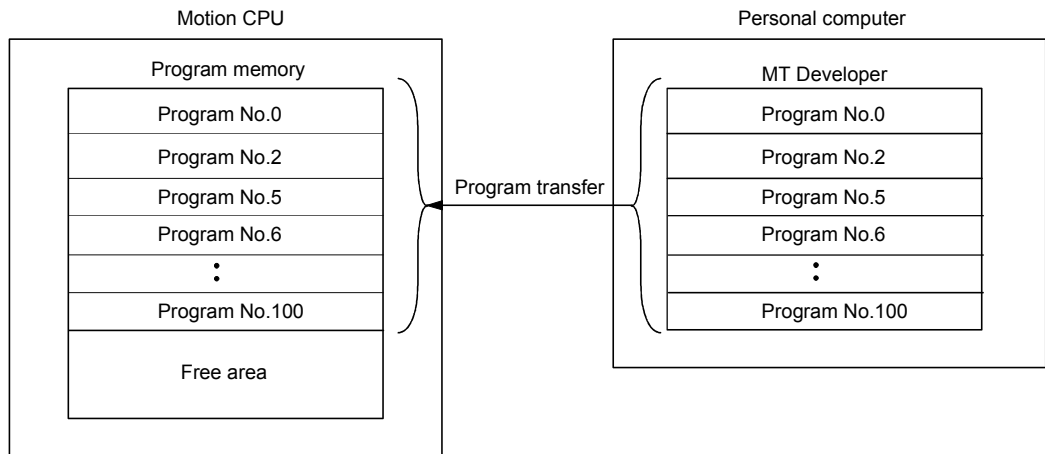 Motion CPU
Program memory
Program No.0
Program No.2
Program No.5
Program No.6
:
Program No.100
Free area
Program transfer
Personal computer
MT Developer
Program No.0
Program No.2
Program No.5
Program No.6
:
Program No.100